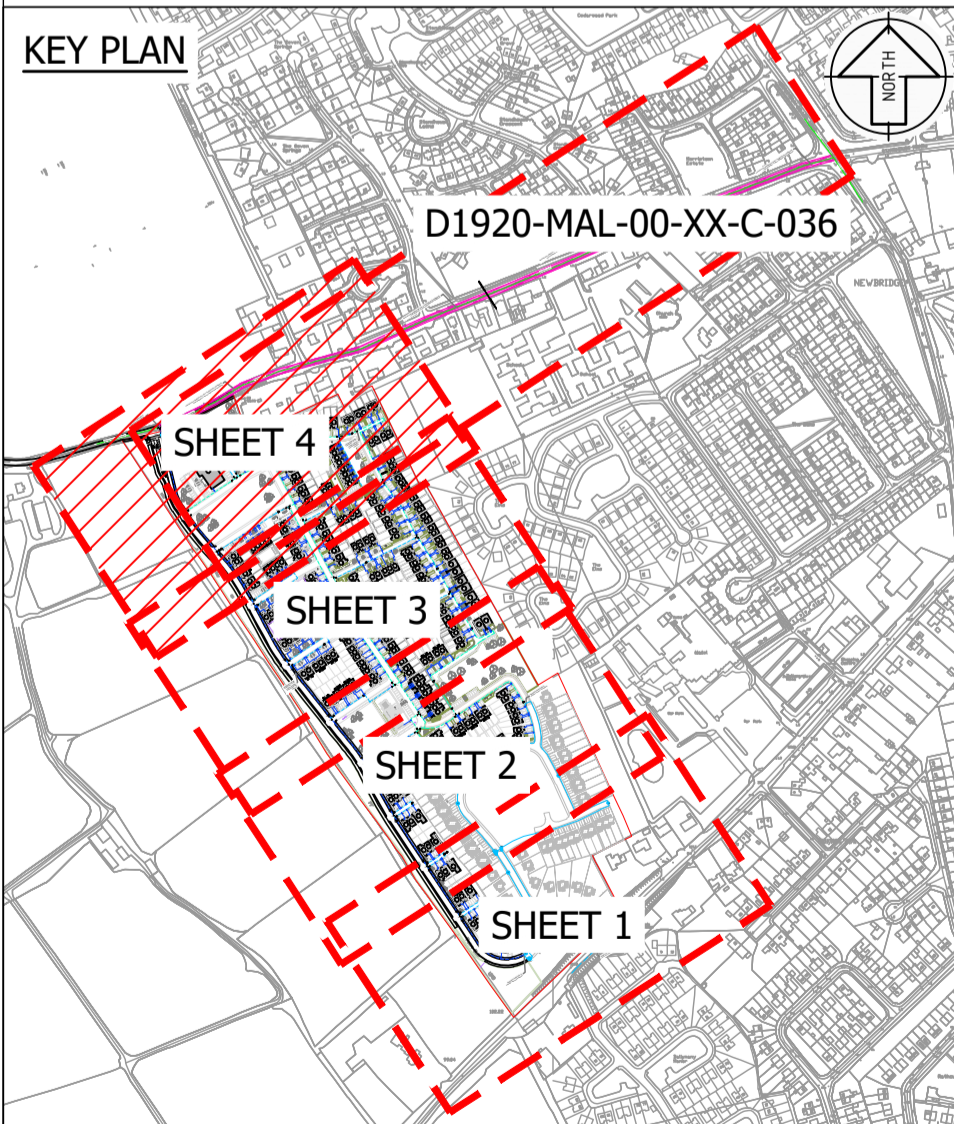 KEY PLAN
NORTH
D1920-MAL-00-XX-C-036
NEWBRIDGE
SHEET 4
SHEET 3
SHEET 2
SHEET 1